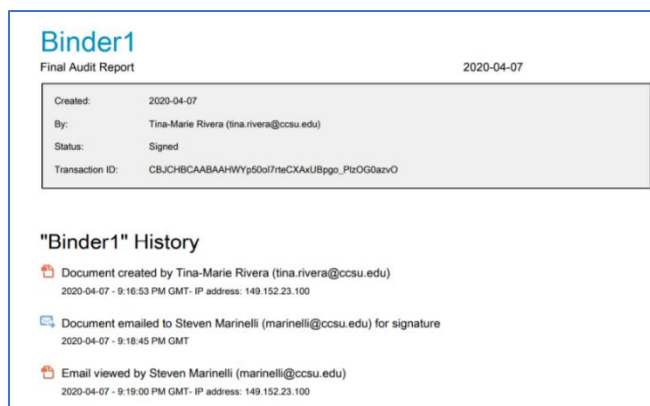 Binder1
Final Audit Report 2020-04-07
Created: 2020-04-07
By: Tina-Marie Rivera (tina.rivera@ccsu.edu)
Status: Signed
Transaction ID: CBJCHBCAABAAHWYp50ol7rteCXAxUBpgo_PIzOG0azvO
"Binder1" History
Document created by Tina-Marie Rivera (tina.rivera@ccsu.edu)
2020-04-07 - 9:16:53 PM GMT- IP address: 149.152.23.100
Document emailed to Steven Marinelli (marinelli@ccsu.edu) for signature
2020-04-07 - 9:18:45 PM GMT
Email viewed by Steven Marinelli (marinelli@ccsu.edu)
2020-04-07 - 9:19:00 PM GMT- IP address: 149.152.23.100